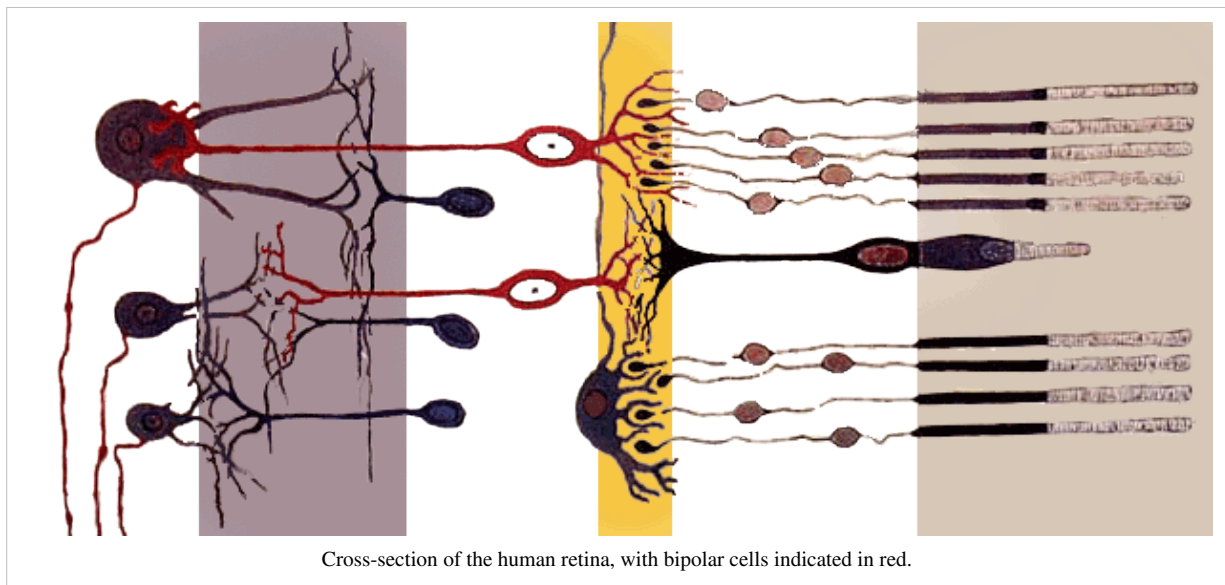 Cross-section of the human retina, with bipolar cells indicated in red.